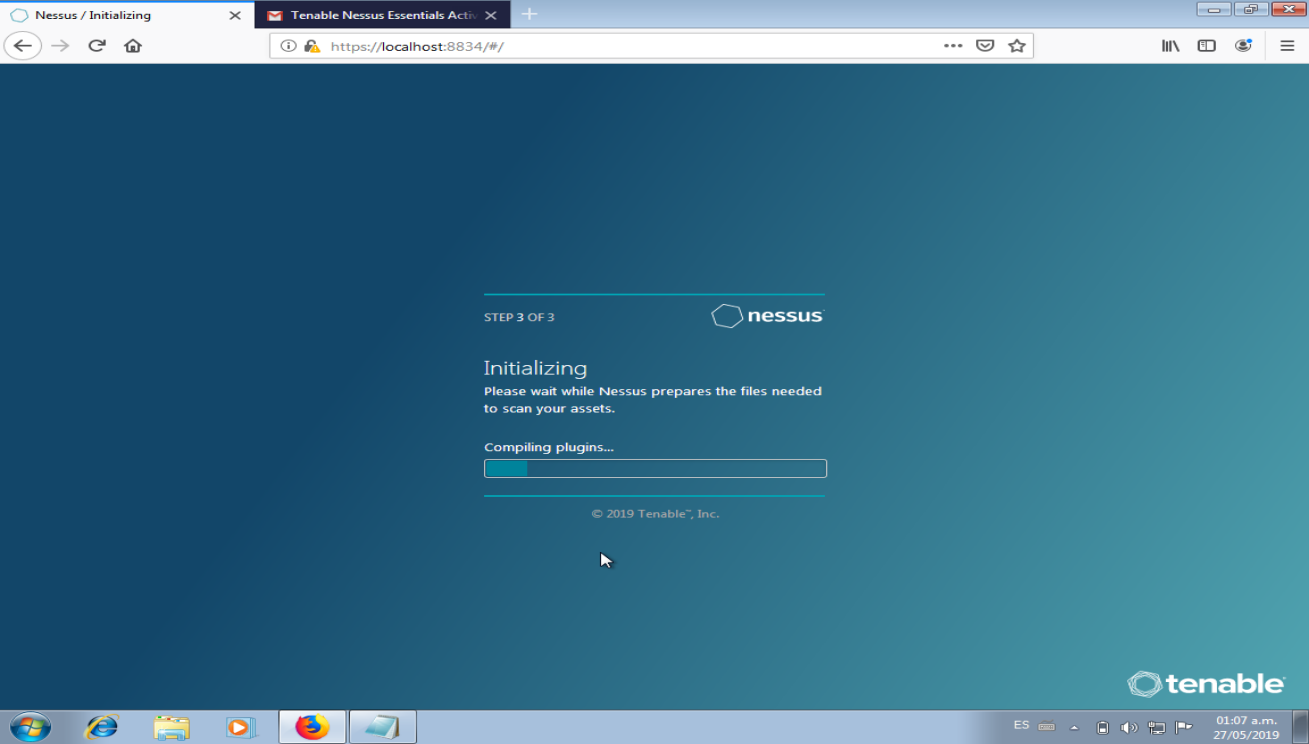 Nessus / Initializing
Tenable Nessus Essentials Activ
https://localhost:8834/#/
STEP 3 OF 3
nessus
Initializing
Please wait while Nessus prepares the files needed
to scan your assets.
Compiling plugins...
© 2019 Tenable™, Inc.
tenable
ES
01:07 a.m.
27/05/2019